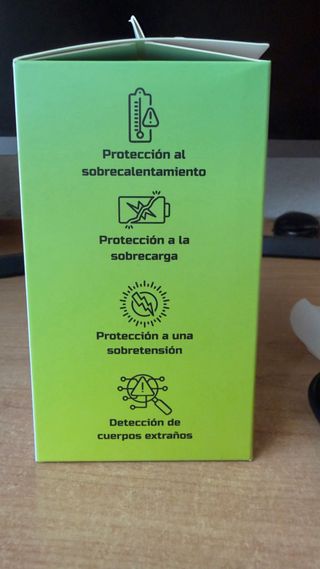 Protección al
sobrecalentamiento
Protección a la
sobrecarga
Protección a una
sobretensión
Detección de
cuerpos extraños